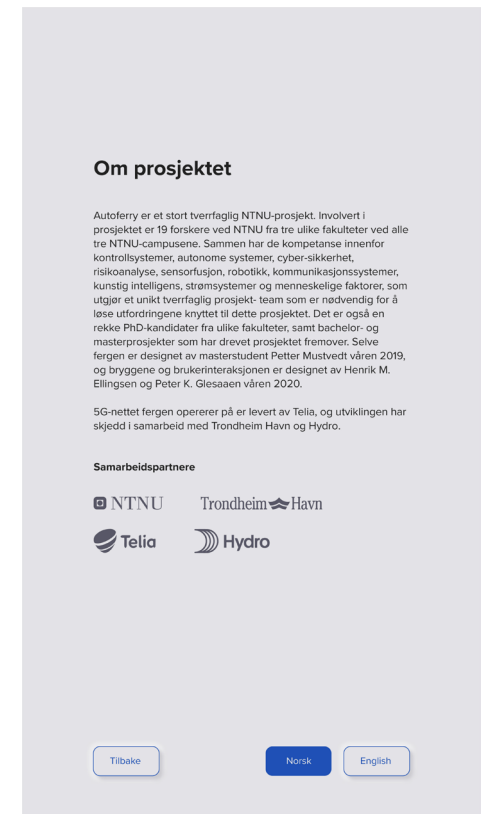 Om prosjektet
Autoferry er et stort tverrfaglig NTNU-prosjekt. Involvert i
prosjektet er 19 forskere ved NTNU fra tre ulike fakulteter ved alle
tre NTNU-campusene. Sammen har de kompetanse innenfor
kontrollsystemer, autonome systemer, cyber-sikkerhet,
risikoanalyse, sensorfusjon, robotikk, kommunikasjonssystemer,
kunstig intelligens, strømsystemer og menneskelige faktorer, som
utgjør et unikt tverrfaglig prosjekt- team som er nødvendig for å
løse utfordringene knyttet til dette prosjektet. Det er også en
rekke PhD-kandidater fra ulike fakulteter, samt bachelor- og
masterprosjekter som har drevet prosjektet fremover. Selve
fergen er designet av masterstudent Petter Mustvedt våren 2019,
og bryggene og brukerinteraksjonen er designet av Henrik M.
Ellingsen og Peter K. Glesaaen våren 2020.
5G-nettet fergen opererer på er levert av Telia, og utviklingen har
skjedd i samarbeid med Trondheim Havn og Hydro.
Samarbeidspartnere
NTNU Trondheim Havn
Telia Hydro
Tilbake Norsk English